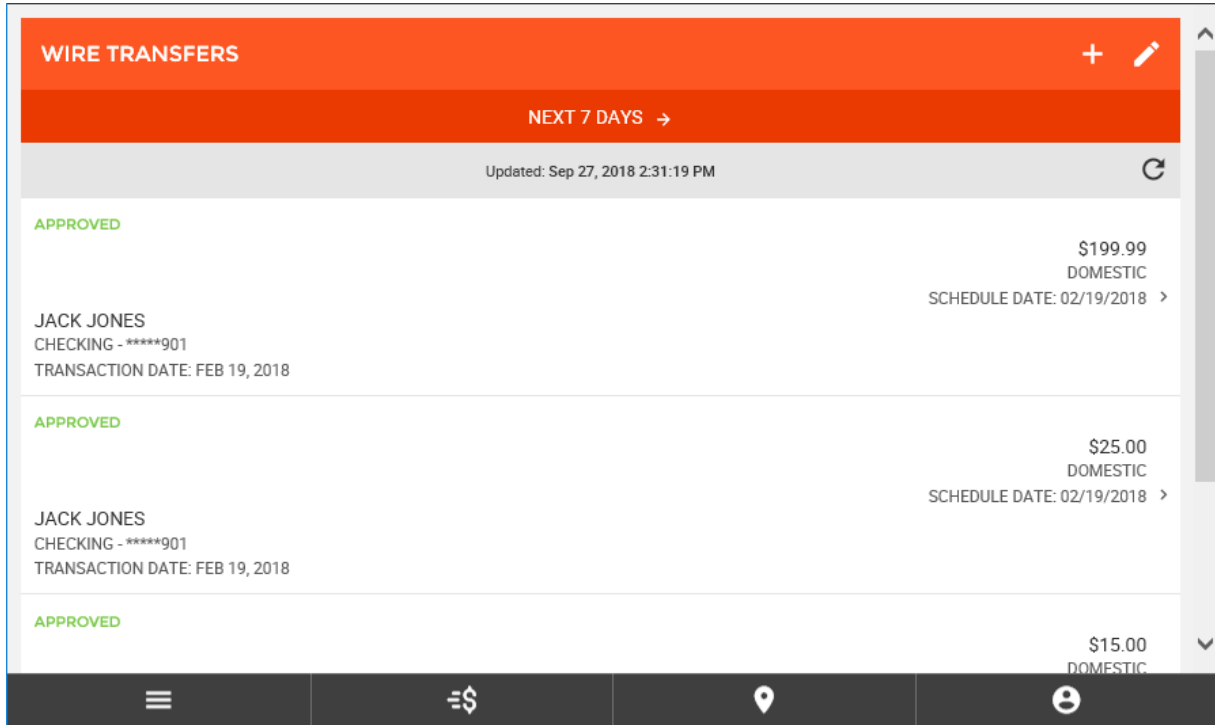 WIRE TRANSFERS
NEXT 7 DAYS →
Updated: Sep 27, 2018 2:31:19 PM
APPROVED
$199.99
DOMESTIC
SCHEDULE DATE: 02/19/2018 >
JACK JONES
CHECKING - *****901
TRANSACTION DATE: FEB 19, 2018
APPROVED
$25.00
DOMESTIC
SCHEDULE DATE: 02/19/2018 >
JACK JONES
CHECKING - *****901
TRANSACTION DATE: FEB 19, 2018
APPROVED
$15.00
DOMESTIC